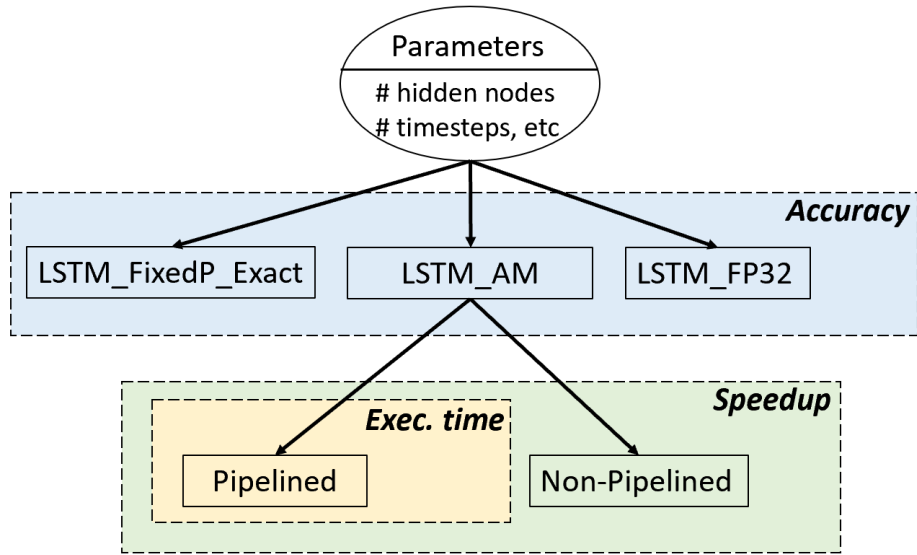 Parameters
# hidden nodes
# timesteps, etc
Accuracy
LSTM_FixedP_Exact
LSTM_AM
LSTM_FP32
Speedup
Exec. time
Pipelined
Non-Pipelined